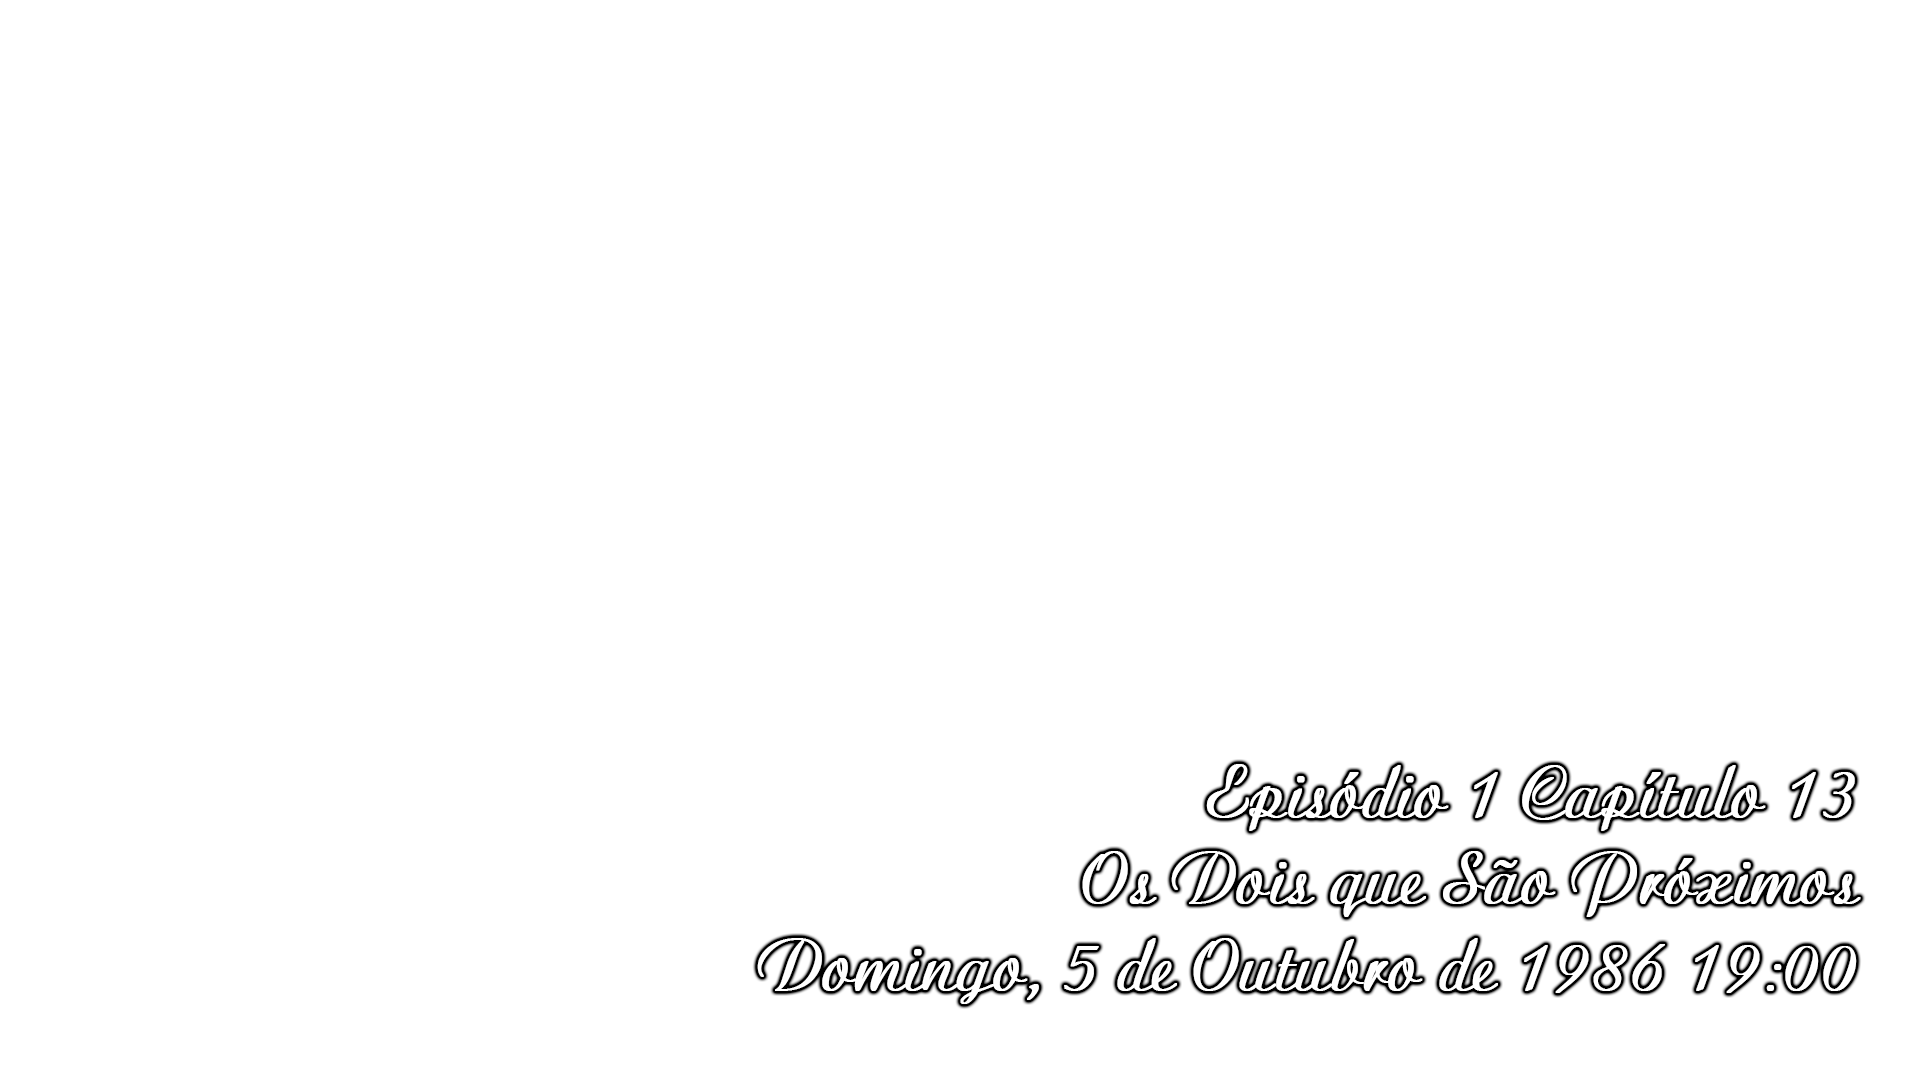 Episódio 1 Capítulo 13
Os Dois que São Próximos
Domingo, 5 de Outubro de 1986 19:00